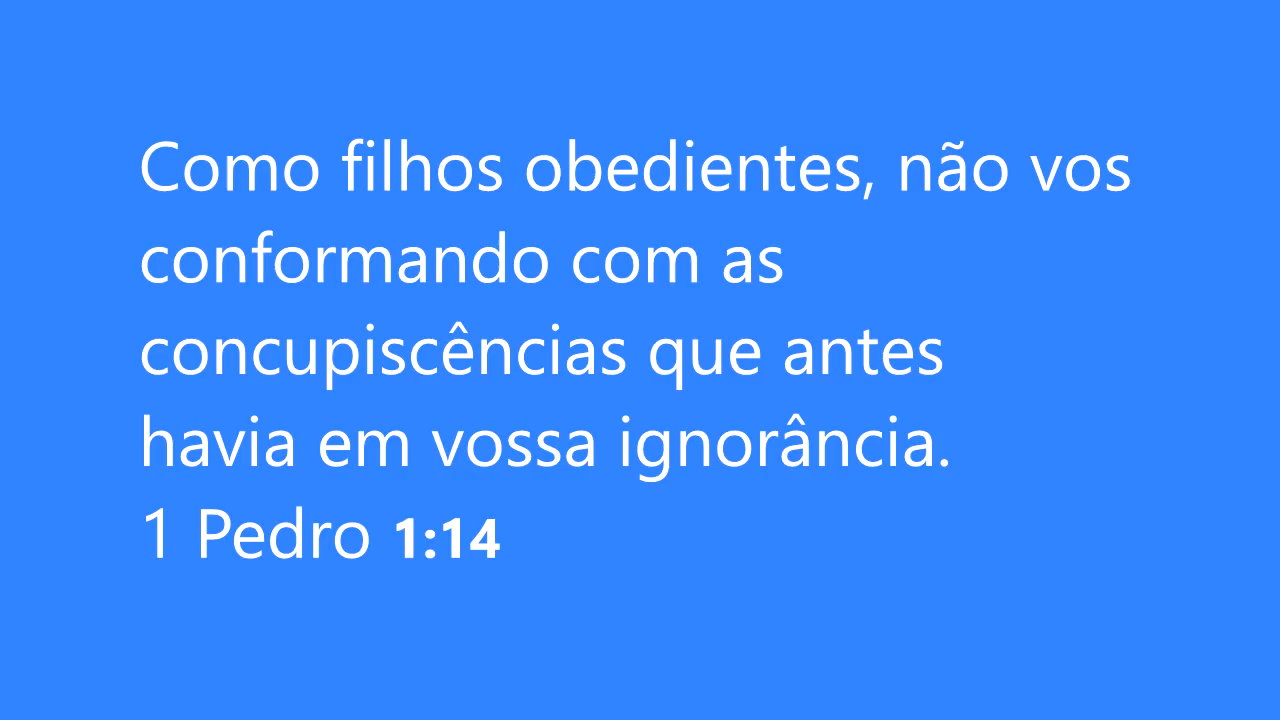 Como filhos obedientes, não vos
conformando com as
concupiscências que antes
havia em vossa ignorância.
1 Pedro 1:14